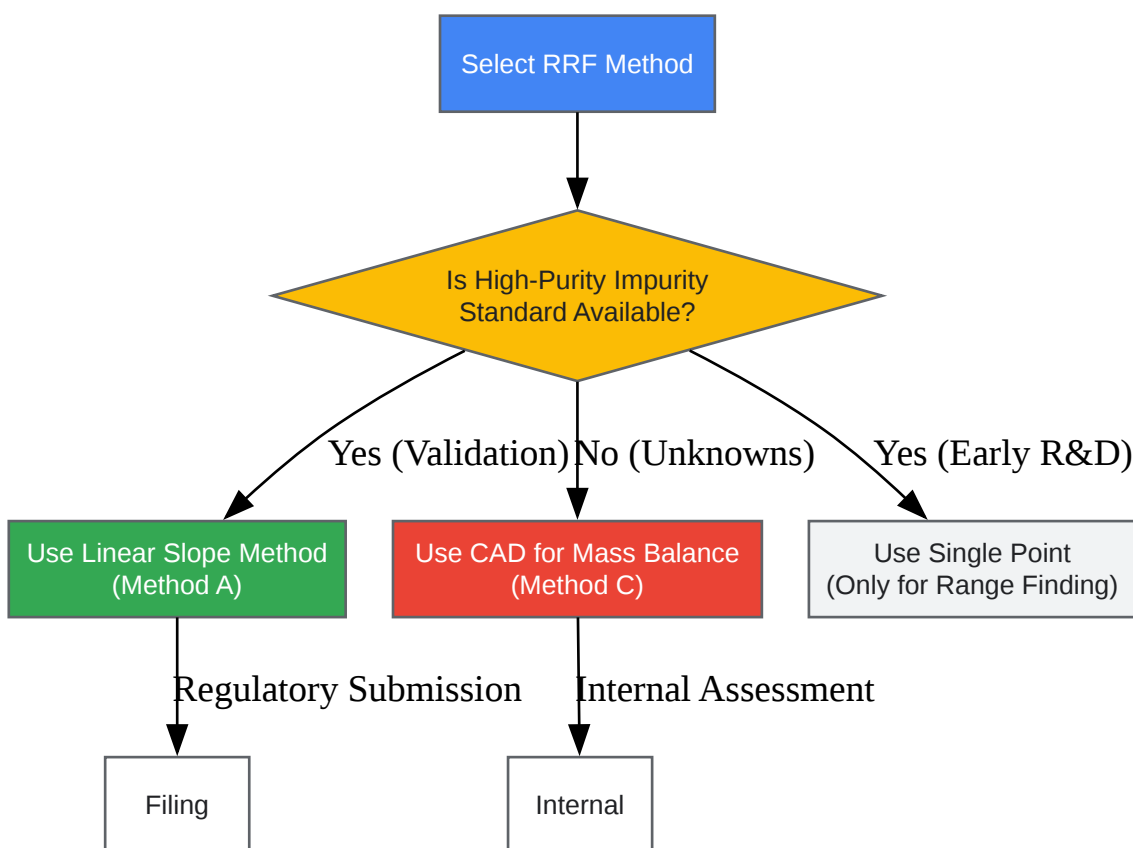 Select RRF Method
Is High-Purity Impurity
Standard Available?
Yes (Validation)
No (Unknowns)
Yes (Early R&D)
Use Linear Slope Method
(Method A)
Use CAD for Mass Balance
(Method C)
Use Single Point
(Only for Range Finding)
Regulatory Submission
Internal Assessment
Filing
Internal